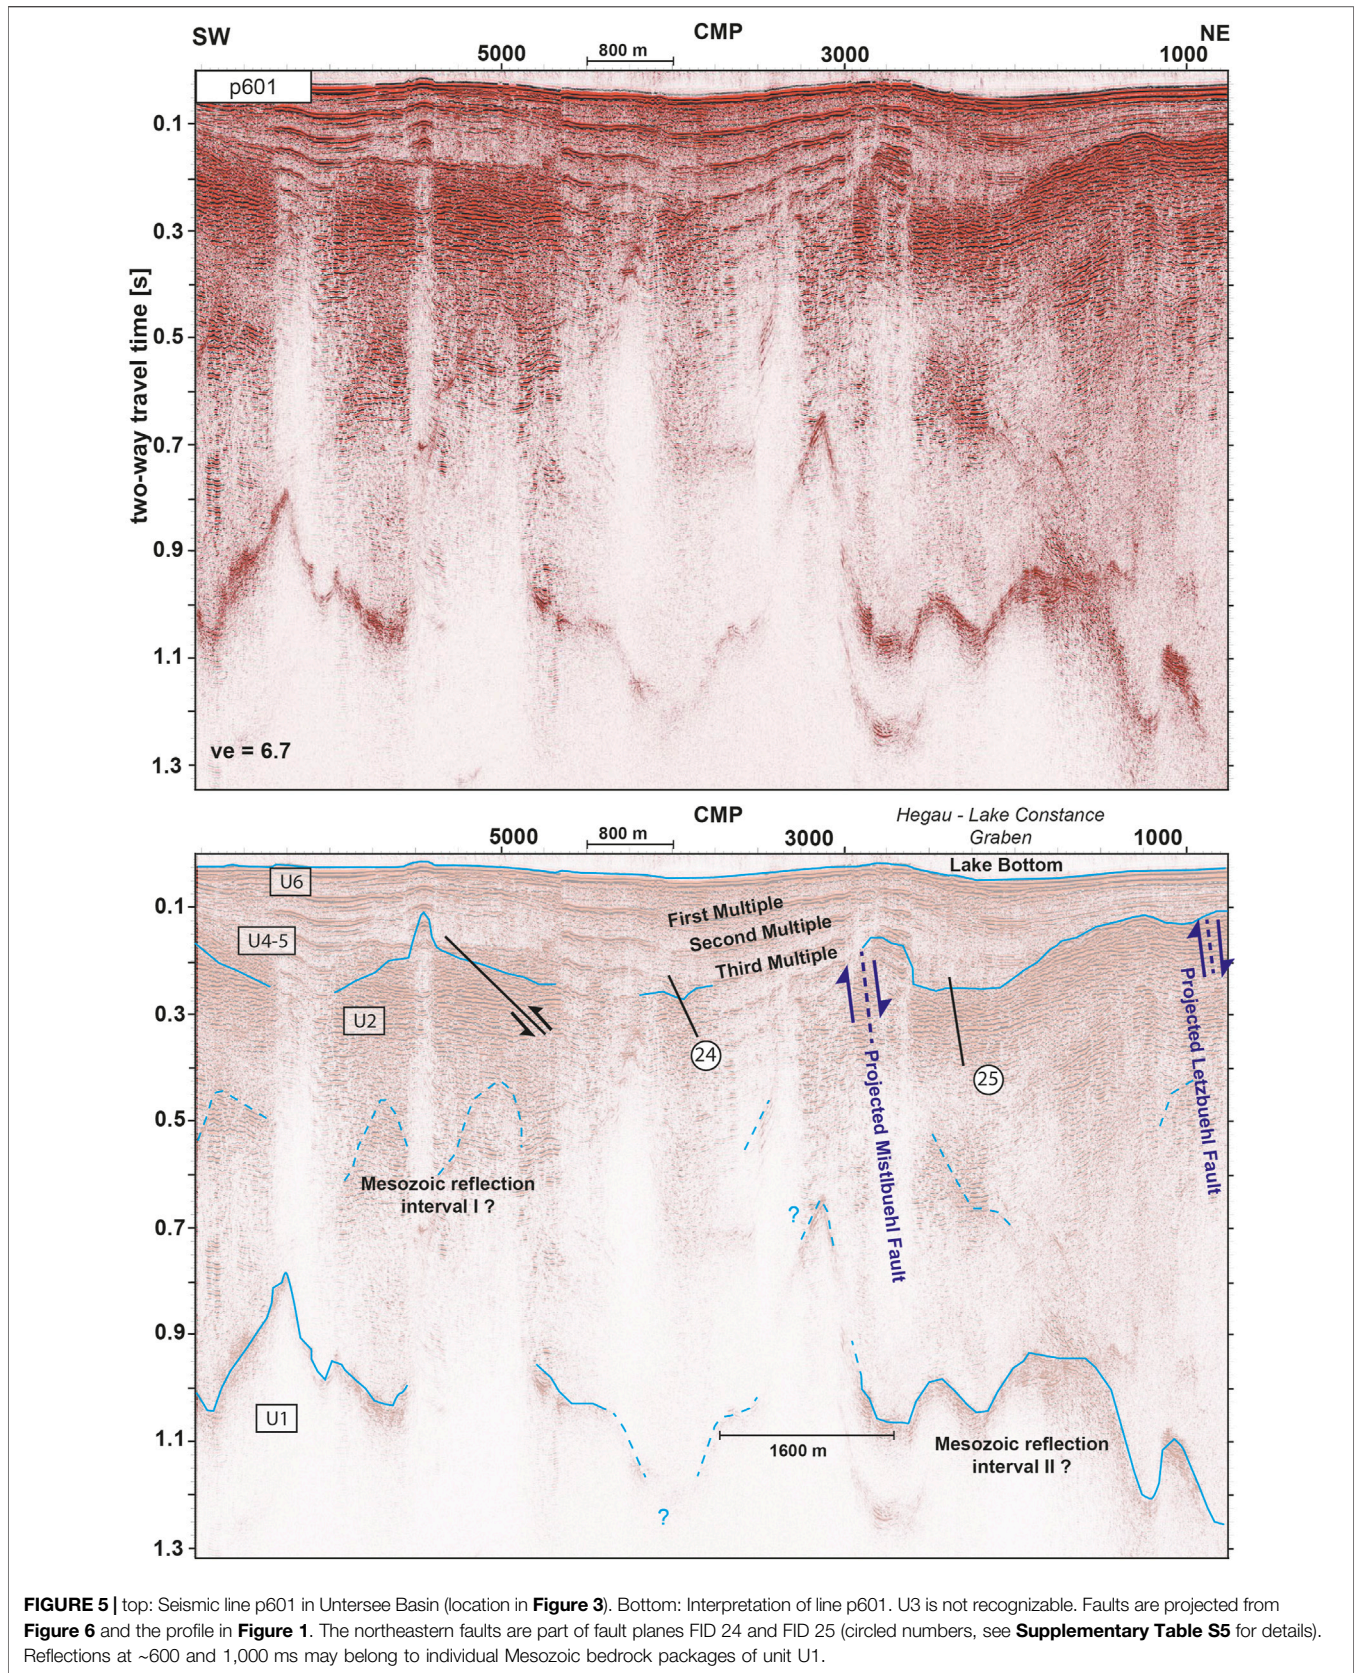 SW
CMP
NE
5000
800 m
3000
1000
p601
0.1
0.3
0.5
0.7
0.9
1.1
1.3
two-way travel time [s]
ve = 6.7
CMP
Hegau - Lake Constance
Graben
5000
800 m
3000
1000
Lake Bottom
U6
First Multiple
Second Multiple
Third Multiple
U4-5
U2
24
25
Projected Mistlbuehl Fault
Projected Letzbuehl Fault
Mesozoic reflection
interval I ?
?
U1
1600 m
Mesozoic reflection
interval II ?
?
0.1
0.3
0.5
0.7
0.9
1.1
1.3
FIGURE 5 | top: Seismic line p601 in Untersee Basin (location in Figure 3). Bottom: Interpretation of line p601. U3 is not recognizable. Faults are projected from
Figure 6 and the profile in Figure 1. The northeastern faults are part of fault planes FID 24 and FID 25 (circled numbers, see Supplementary Table S5 for details).
Reflections at ~600 and 1,000 ms may belong to individual Mesozoic bedrock packages of unit U1.